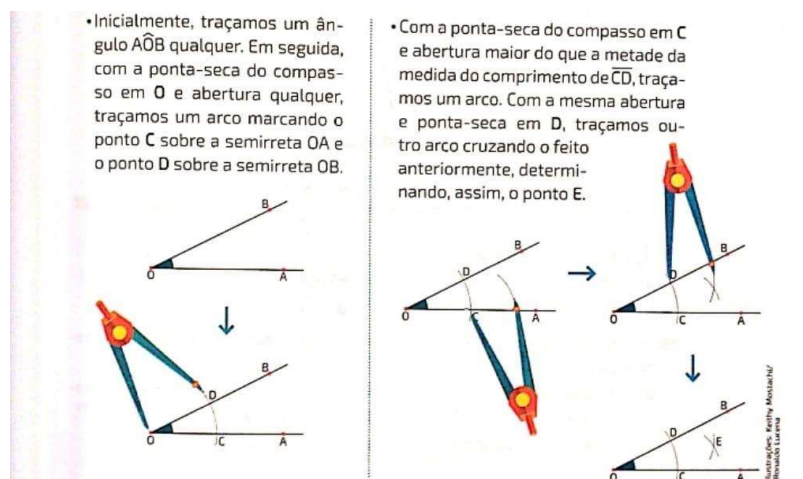 •Inicialmente, traçamos um ân-
gulo AÔB qualquer. Em seguida,
com a ponta-seca do compas-
so em O e abertura qualquer,
traçamos um arco marcando o
ponto C sobre a semirreta OA e
o ponto D sobre a semirreta OB.
B
O
A
B
D
O
C
A
•Com a ponta-seca do compasso em C
e abertura maior do que a metade da
medida do comprimento de CD, traça-
mos um arco. Com a mesma abertura
e ponta-seca em D, traçamos ou-
tro arco cruzando o feito
anteriormente, determi-
nando, assim, o ponto E.
B
D
O
C
A
B
D
O
C
A
B
D
E
O
C
A
Ilustrações: Keithy Mostachi/
Ronaldo Lucena